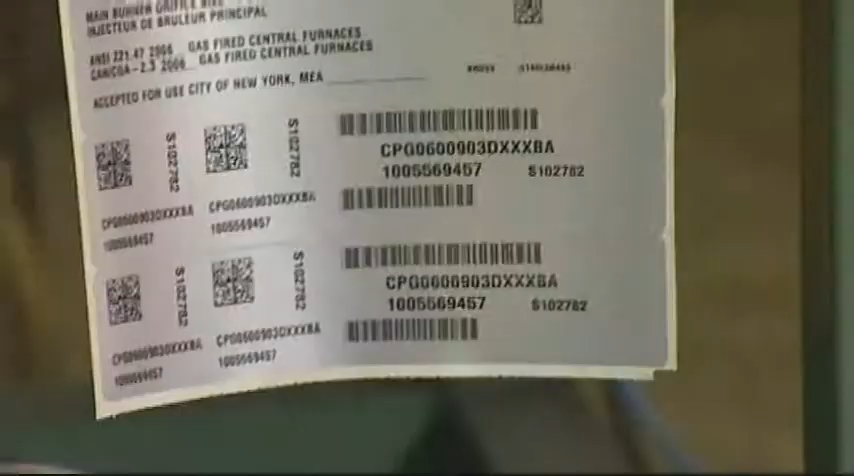 MAIN BURNER ORIFICE
INJECTEUR DE BRULEUR PRINCIPAL
ANSI Z21.47 2006 GAS FIRED CENTRAL FURNACES
CAN/CGA-2.3 2006 GAS FIRED CENTRAL FURNACES
ACCEPTED FOR USE CITY OF NEW YORK, MEA
S102782
S102782
CPG0600903DXXXBA
1005569457 S102782
CPG0600903DXXXBA CPG0600903DXXXBA
1005569457 1005569457
S102782
S102782
CPG0600903DXXXBA
1005569457 S102782
CPG0600903DXXXBA CPG0600903DXXXBA
1005569457 1005569457